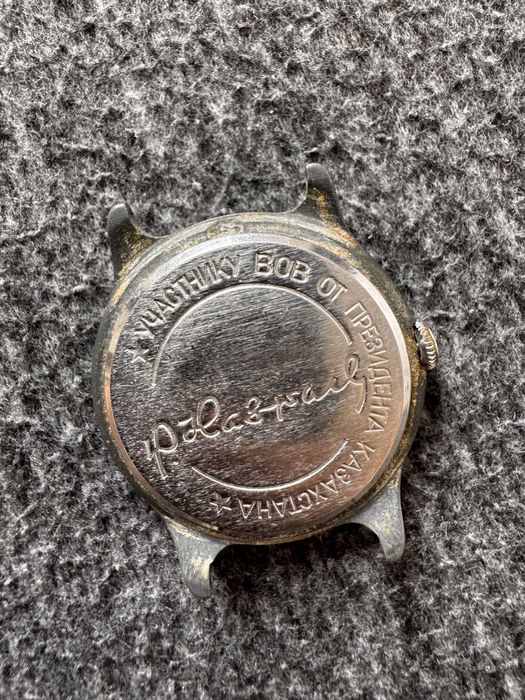 ☆ УЧАСТНИКУ ВОВ ОТ ПРЕЗИДЕНТА КАЗАХСТАНА ☆